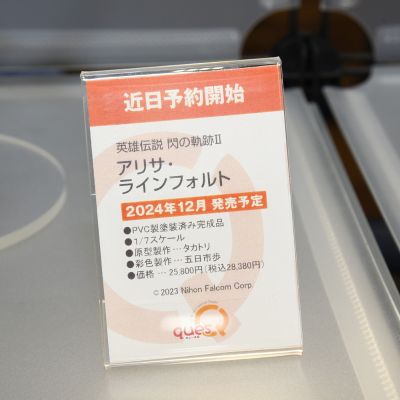 近日予約開始
英雄伝説 閃の軌跡II
アリサ・
ラインフォルト
2024年12月 発売予定
●PVC製塗装済み完成品
●1/7スケール
●原型製作…タカトリ
●彩色製作…五日市歩
●価格…25,800円(税込28,380円)
©2023 Nihon Falcom Corp.
quesQ